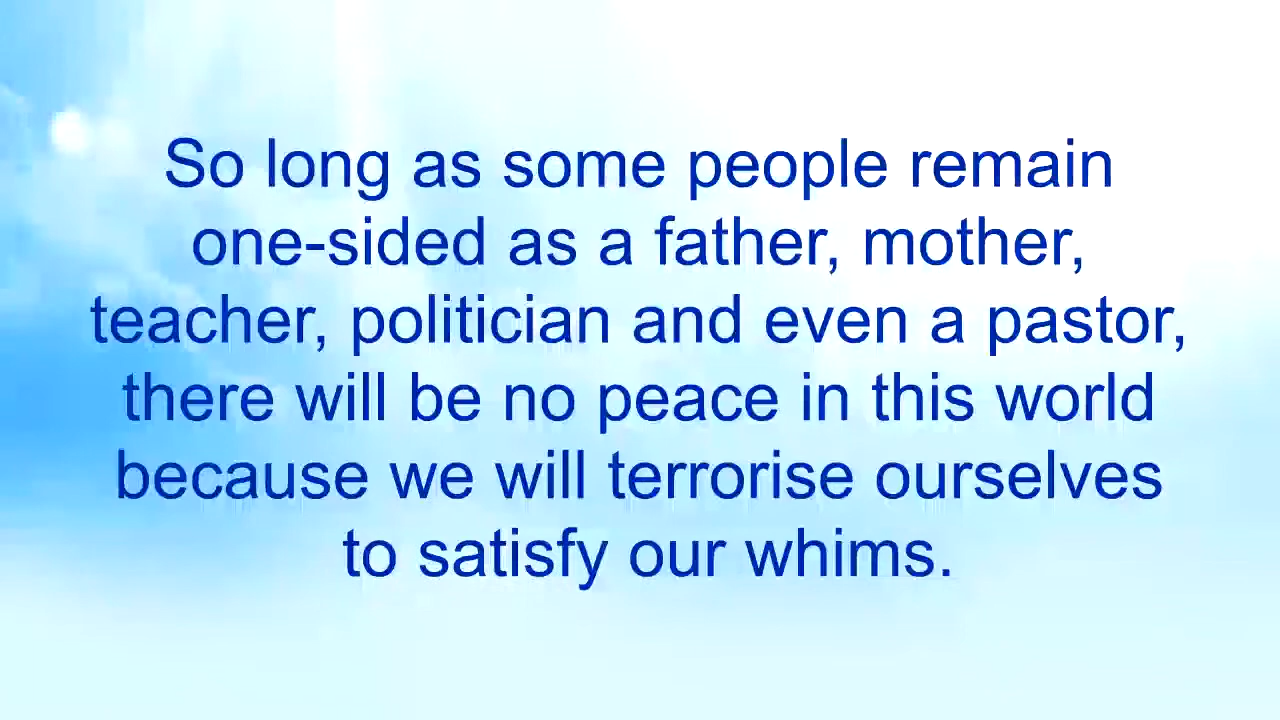 So long as some people remain
one-sided as a father, mother,
teacher, politician and even a pastor,
there will be no peace in this world
because we will terrorise ourselves
to satisfy our whims.